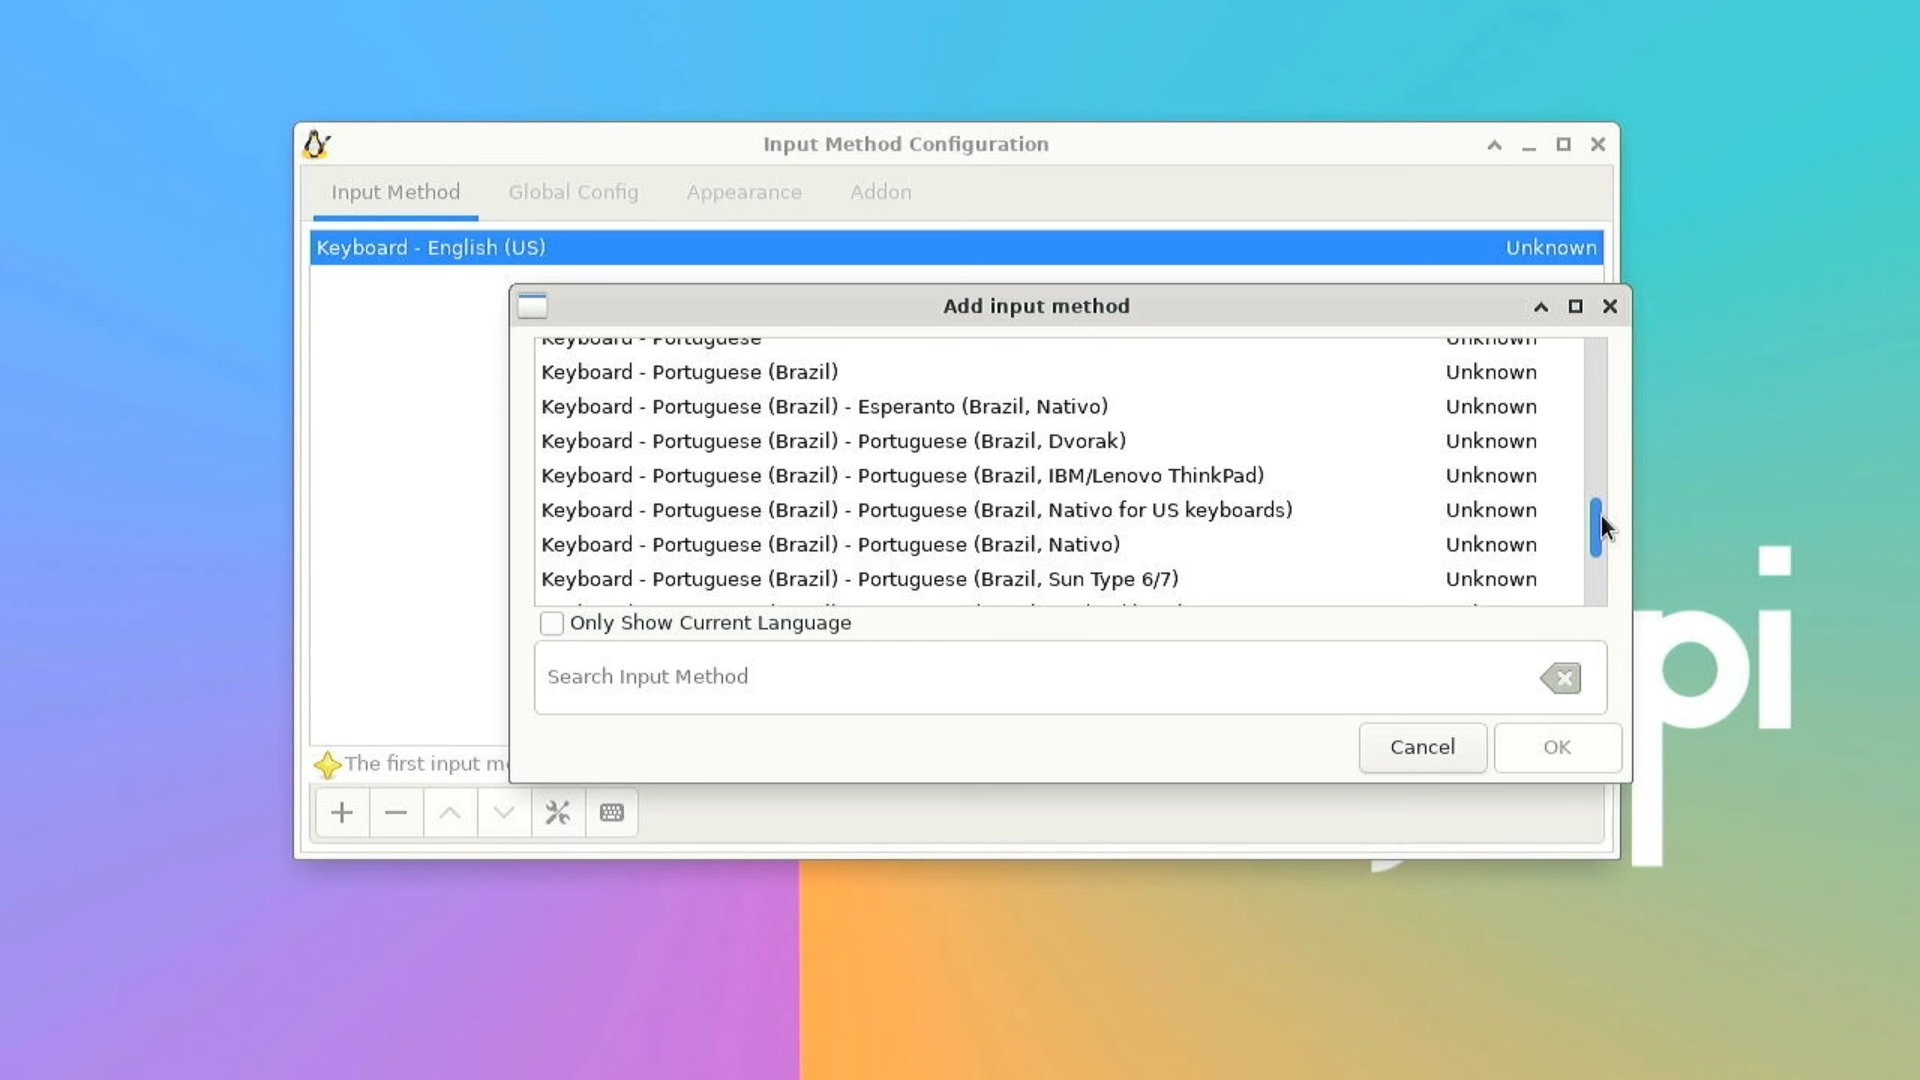 Input Method Configuration
Input Method Global Config Appearance Addon
Keyboard - English (US) Unknown
Add input method
Keyboard - Portuguese Unknown
Keyboard - Portuguese (Brazil) Unknown
Keyboard - Portuguese (Brazil) - Esperanto (Brazil, Nativo) Unknown
Keyboard - Portuguese (Brazil) - Portuguese (Brazil, Dvorak) Unknown
Keyboard - Portuguese (Brazil) - Portuguese (Brazil, IBM/Lenovo ThinkPad) Unknown
Keyboard - Portuguese (Brazil) - Portuguese (Brazil, Nativo for US keyboards) Unknown
Keyboard - Portuguese (Brazil) - Portuguese (Brazil, Nativo) Unknown
Keyboard - Portuguese (Brazil) - Portuguese (Brazil, Sun Type 6/7) Unknown
Only Show Current Language
Search Input Method
Cancel OK
The first input m
pi